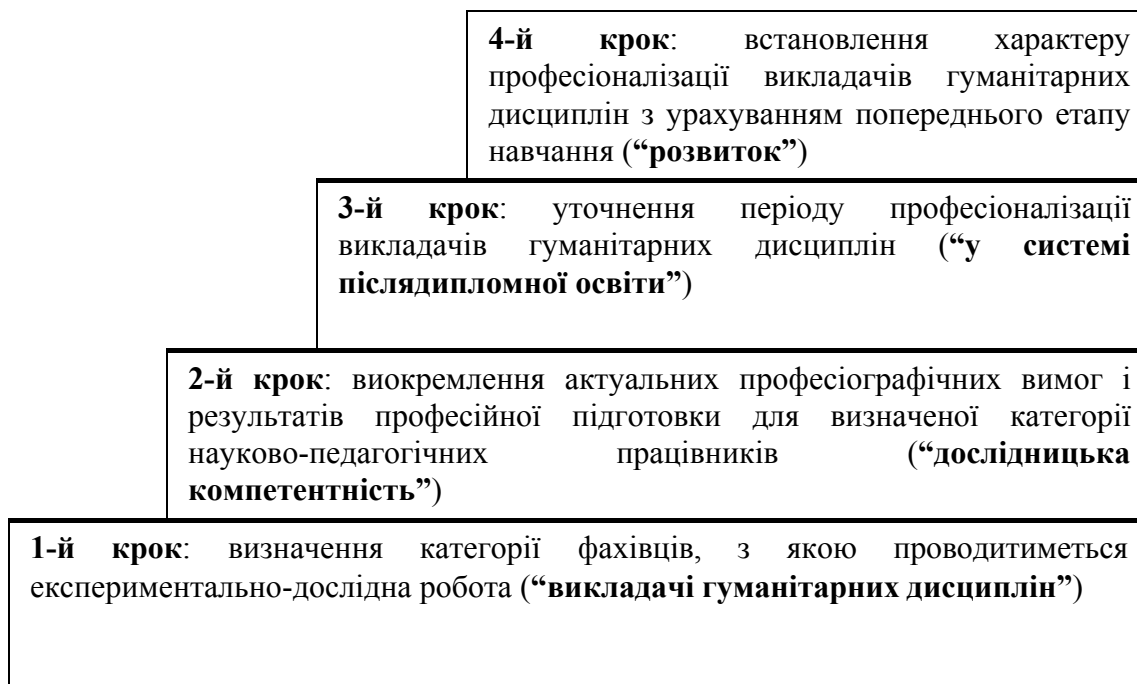 4-й крок: встановлення характеру
професіоналізації викладачів гуманітарних
дисциплін з урахуванням попереднього етапу
навчання (“розвиток”)
3-й крок: уточнення періоду професіоналізації
викладачів гуманітарних дисциплін (“у системі
післядипломної освіти”)
2-й крок: виокремлення актуальних професіографічних вимог і
результатів професійної підготовки для визначеної категорії
науково-педагогічних працівників (“дослідницька
компетентність”)
1-й крок: визначення категорії фахівців, з якою проводитиметься
експериментально-дослідна робота (“викладачі гуманітарних дисциплін”)